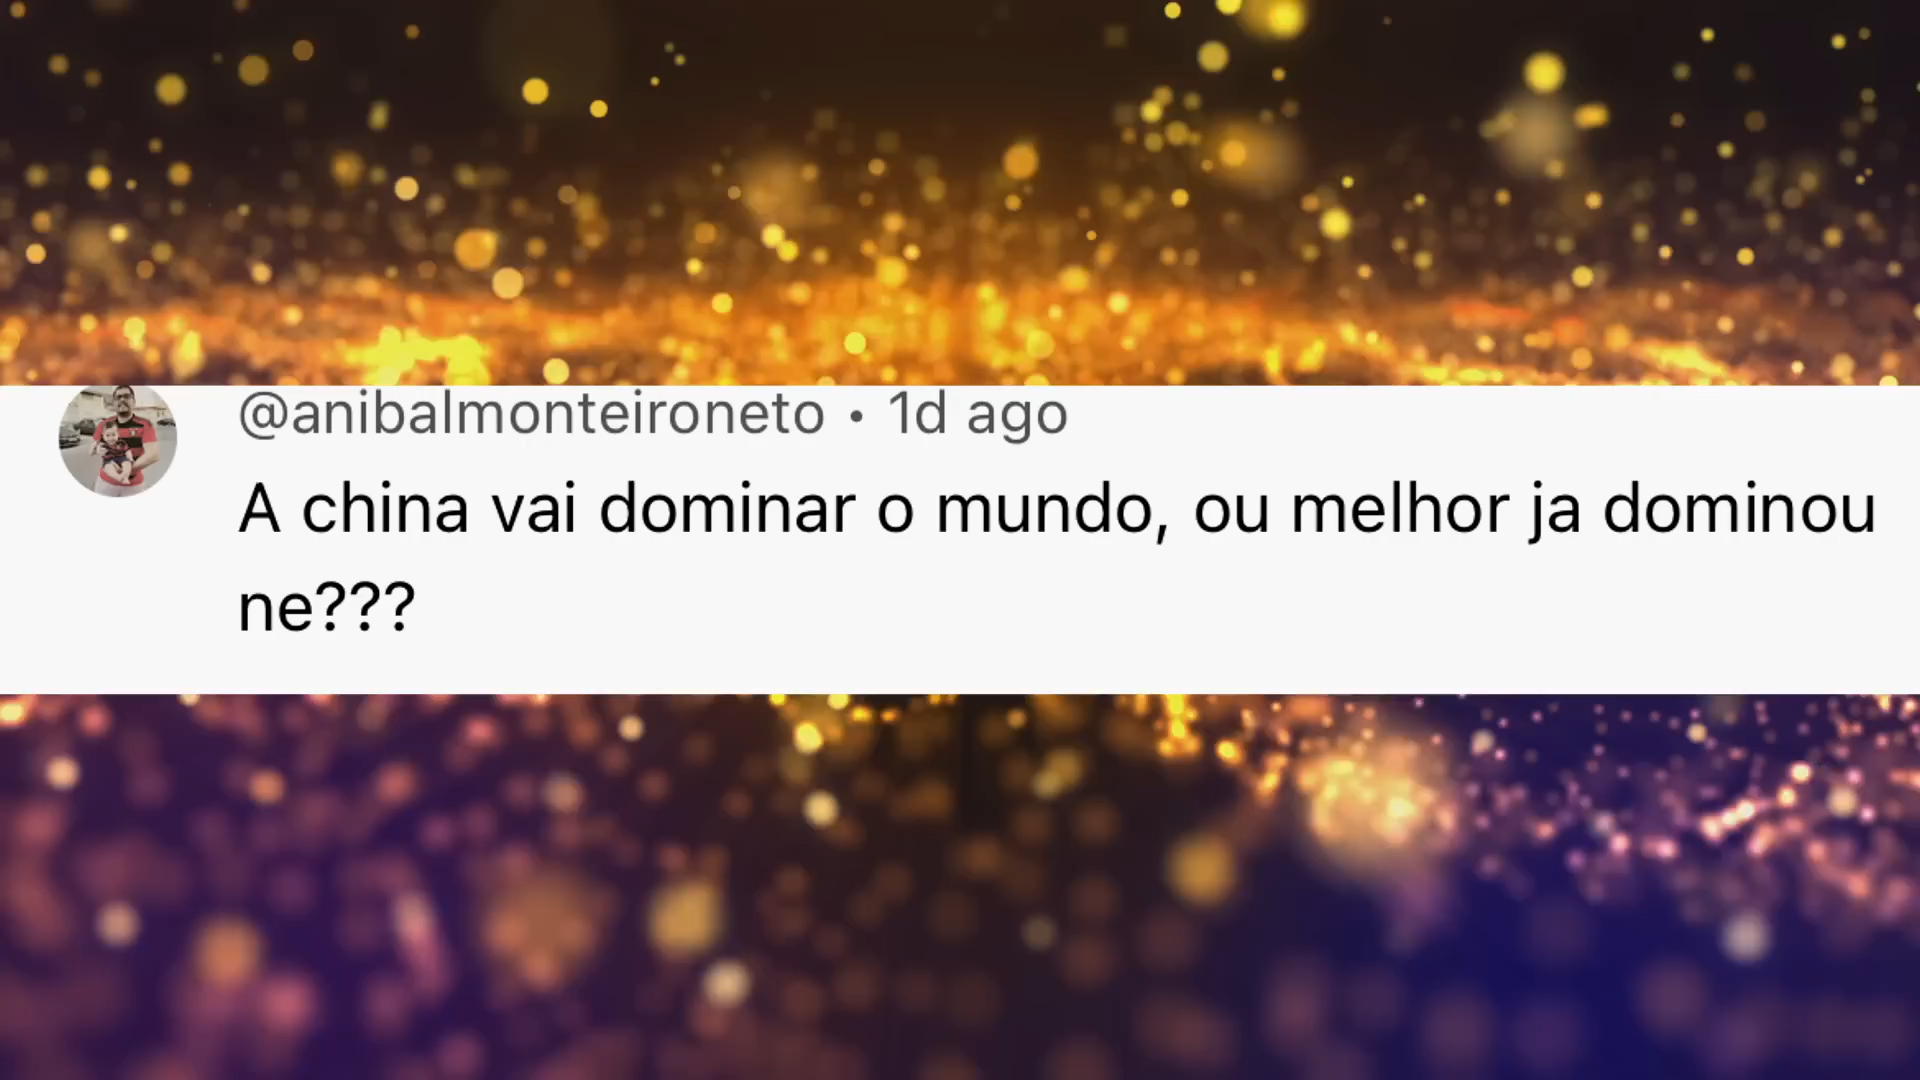 @anibalmonteironeto • 1d ago
A china vai dominar o mundo, ou melhor ja dominou
ne???